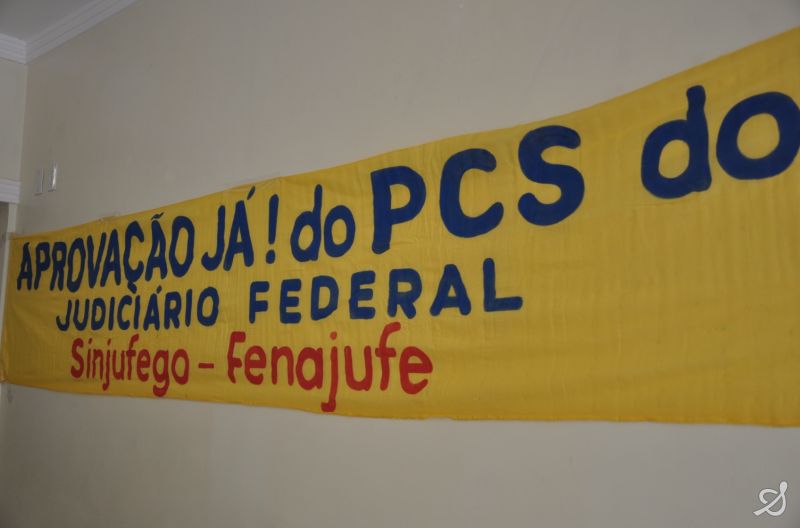 APROVAÇÃO JÁ! do PCS do
JUDICIÁRIO FEDERAL
Sinjufego - Fenajufe